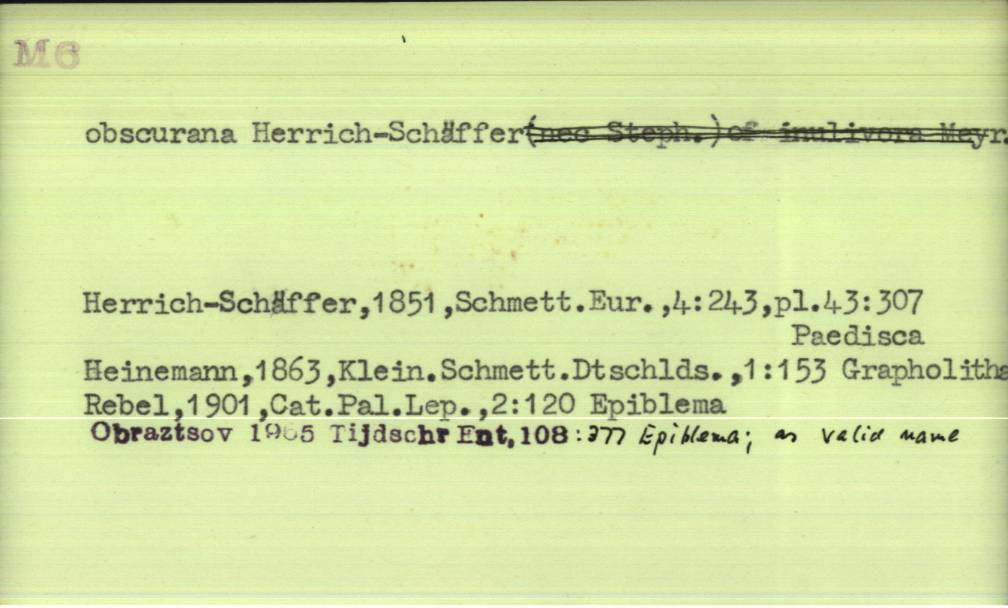 M6
obscurana Herrich-Schäffer(nec Steph.)of inulivora Meyr.
Herrich-Schäffer,1851,Schmett.Eur.,4:243,pl.43:307
Paedisca
Heinemann,1863,Klein.Schmett.Dtschlds.,1:153 Grapholitha
Rebel,1901,Cat.Pal.Lep.,2:120 Epiblema
Obraztsov 1965 Tijdschr Ent, 108:377 Epiblema; as valid name